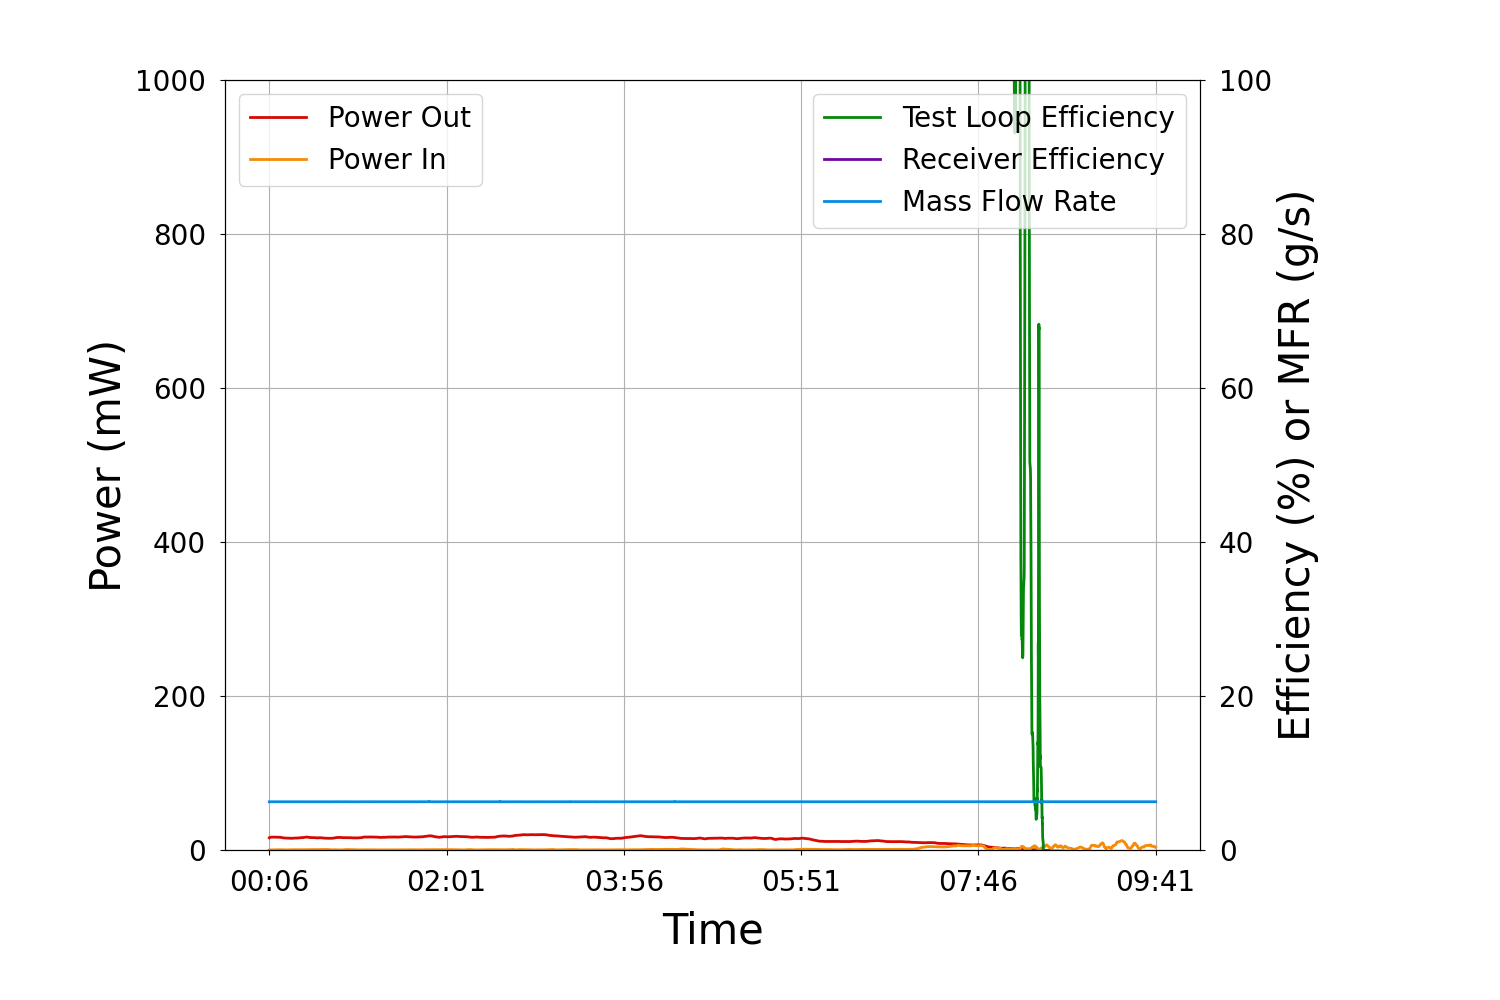 1000
800
600
400
200
0
Power (mW)
Power Out
Power In
Test Loop Efficiency
Receiver Efficiency
Mass Flow Rate
100
80
60
40
20
0
Efficiency (%) or MFR (g/s)
00:06 02:01 03:56 05:51 07:46 09:41
Time